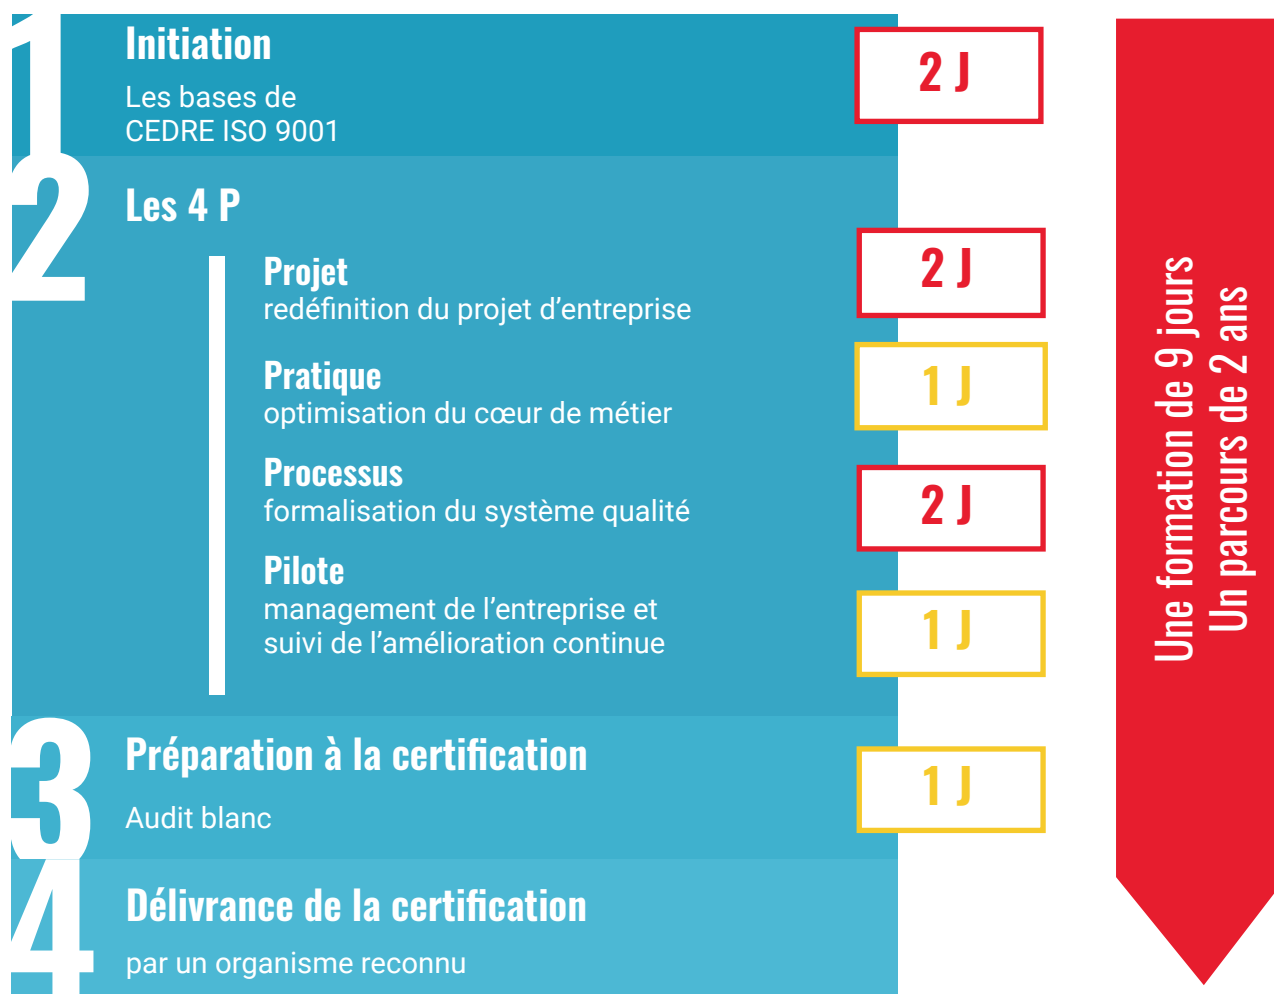 1
Initiation
Les bases de
CEDRE ISO 9001
2 J
2
Les 4 P
Projet
redéfinition du projet d'entreprise
2 J
Pratique
optimisation du cœur de métier
1 J
Processus
formalisation du système qualité
2 J
Pilote
management de l'entreprise et
suivi de l'amélioration continue
1 J
3
Préparation à la certification
Audit blanc
1 J
4
Délivrance de la certification
par un organisme reconnu
Une formation de 9 jours
Un parcours de 2 ans